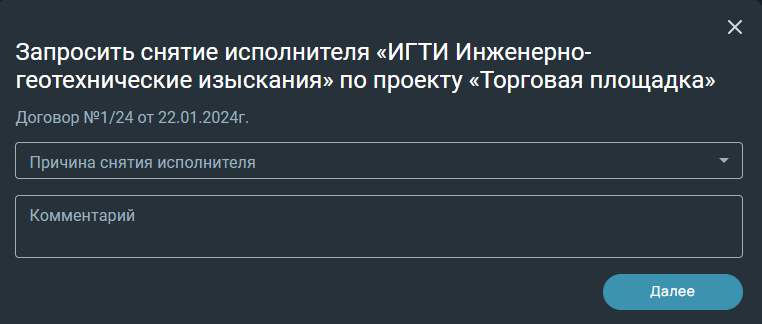 Запросить снятие исполнителя «ИГТИ Инженерно-
геотехнические изыскания» по проекту «Торговая площадка»
Договор №1/24 от 22.01.2024г.
Причина снятия исполнителя
Комментарий
Далее